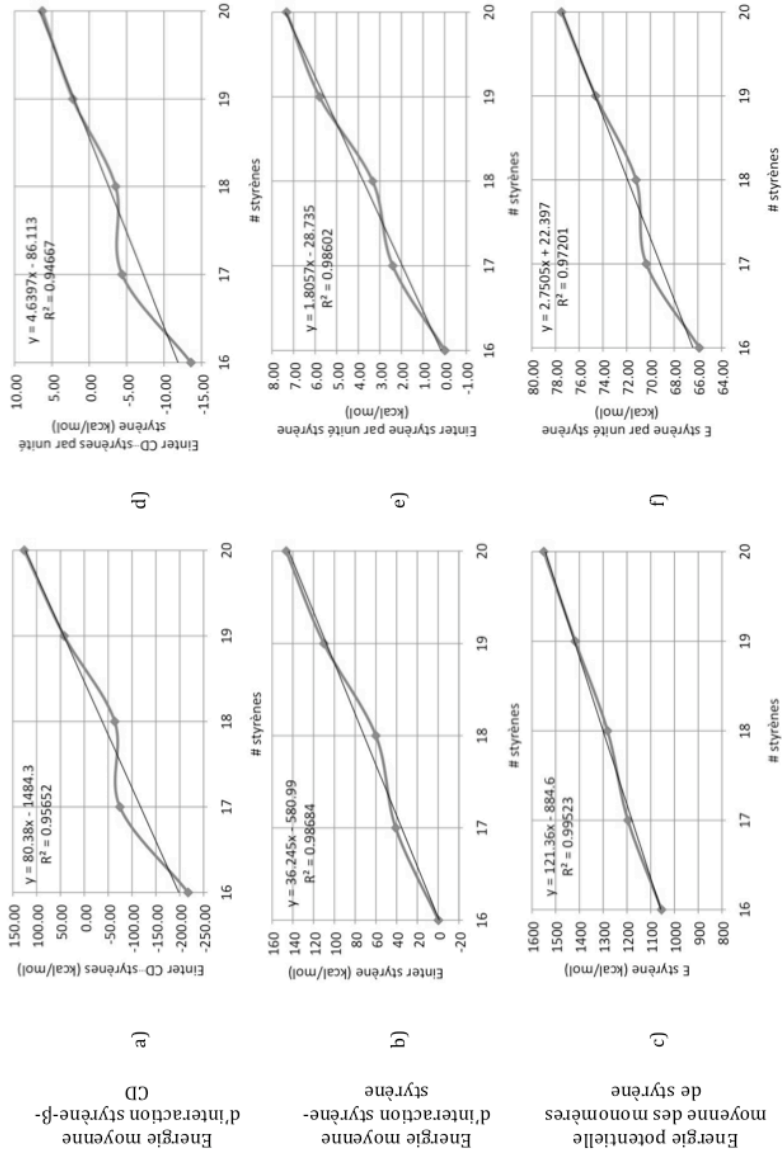 Energie moyenne
d'interaction styrène-β-
CD
a)
Einter CD-styrènes (kcal/mol)
150.00
100.00
50.00
0.00
-50.00
-100.00
-150.00
-200.00
-250.00
y = 80.38x - 1484.3
R² = 0.95652
16
17
18
19
20
# styrènes
d)
Einter CD-styrènes par unité
styrène (kcal/mol)
10.00
5.00
0.00
-5.00
-10.00
-15.00
y = 4.6397x - 86.113
R² = 0.94667
16
17
18
19
20
# styrènes
Energie moyenne
d'interaction styrène-
styrène
b)
Einter styrène (kcal/mol)
160
140
120
100
80
60
40
20
0
-20
y = 36.245x - 580.99
R² = 0.98684
16
17
18
19
20
# styrènes
e)
Einter styrène par unité styrène
(kcal/mol)
8.00
7.00
6.00
5.00
4.00
3.00
2.00
1.00
0.00
-1.00
y = 1.8057x - 28.735
R² = 0.98602
16
17
18
19
20
# styrènes
Energie potentielle
moyenne des monomères
de styrène
c)
E styrène (kcal/mol)
1600
1500
1400
1300
1200
1100
1000
900
800
y = 121.36x - 884.6
R² = 0.99523
16
17
18
19
20
# styrènes
f)
E styrène par unité styrène
(kcal/mol)
80.00
78.00
76.00
74.00
72.00
70.00
68.00
66.00
64.00
y = 2.7505x + 22.397
R² = 0.97201
16
17
18
19
20
# styrènes